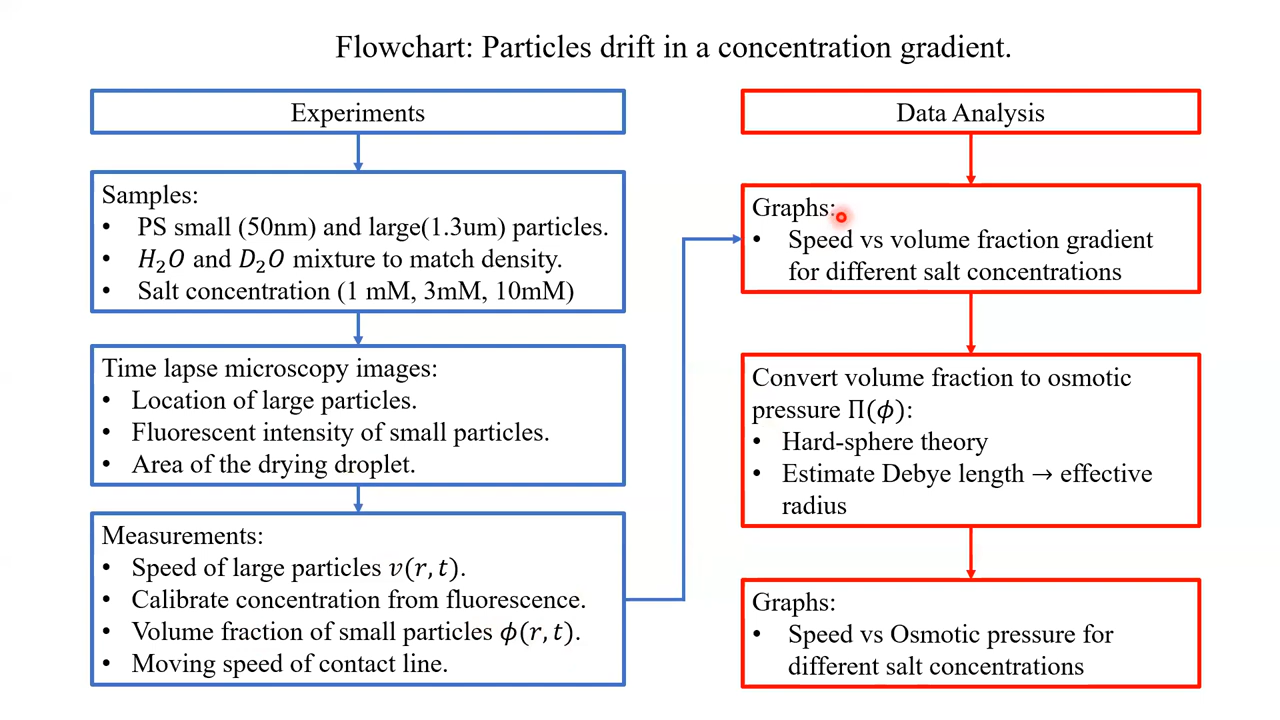 Flowchart: Particles drift in a concentration gradient.
Experiments
Samples:
• PS small (50nm) and large(1.3um) particles.
• H₂O and D₂O mixture to match density.
• Salt concentration (1 mM, 3mM, 10mM)
Time lapse microscopy images:
• Location of large particles.
• Fluorescent intensity of small particles.
• Area of the drying droplet.
Measurements:
• Speed of large particles v(r, t).
• Calibrate concentration from fluorescence.
• Volume fraction of small particles ϕ(r, t).
• Moving speed of contact line.
Data Analysis
Graphs:
• Speed vs volume fraction gradient
for different salt concentrations
Convert volume fraction to osmotic
pressure Π(ϕ):
• Hard-sphere theory
• Estimate Debye length → effective
radius
Graphs:
• Speed vs Osmotic pressure for
different salt concentrations